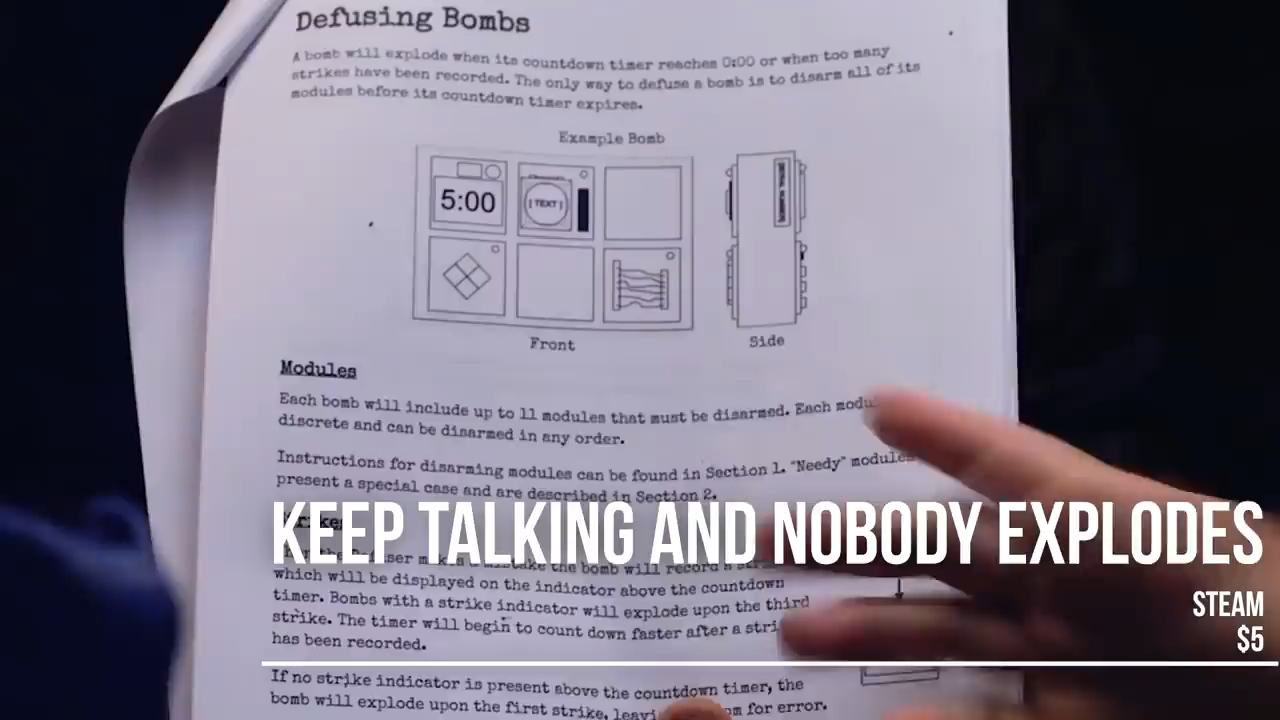 Defusing Bombs
A bomb will explode when its countdown timer reaches 0:00 or when too many
strikes have been recorded. The only way to defuse a bomb is to disarm all of its
modules before its countdown timer expires.
Example Bomb
5:00
[TEXT]
Front
Side
Modules
Each bomb will include up to 11 modules that must be disarmed. Each
discrete and can be disarmed in any order.
Instructions for disarming modules can be found in Section 1. "Needy" modules
present a special case and are described in Section 2.
KEEP TALKING AND NOBODY EXPLODES
the bomb will record a
which will be displayed on the indicator above the countdown
timer. Bombs with a strike indicator will explode upon the third
strike. The timer will begin to count down faster after a
has been recorded.
STEAM
$5
If no strike indicator is present above the countdown timer, the
bomb will explode upon the first strike, for error.